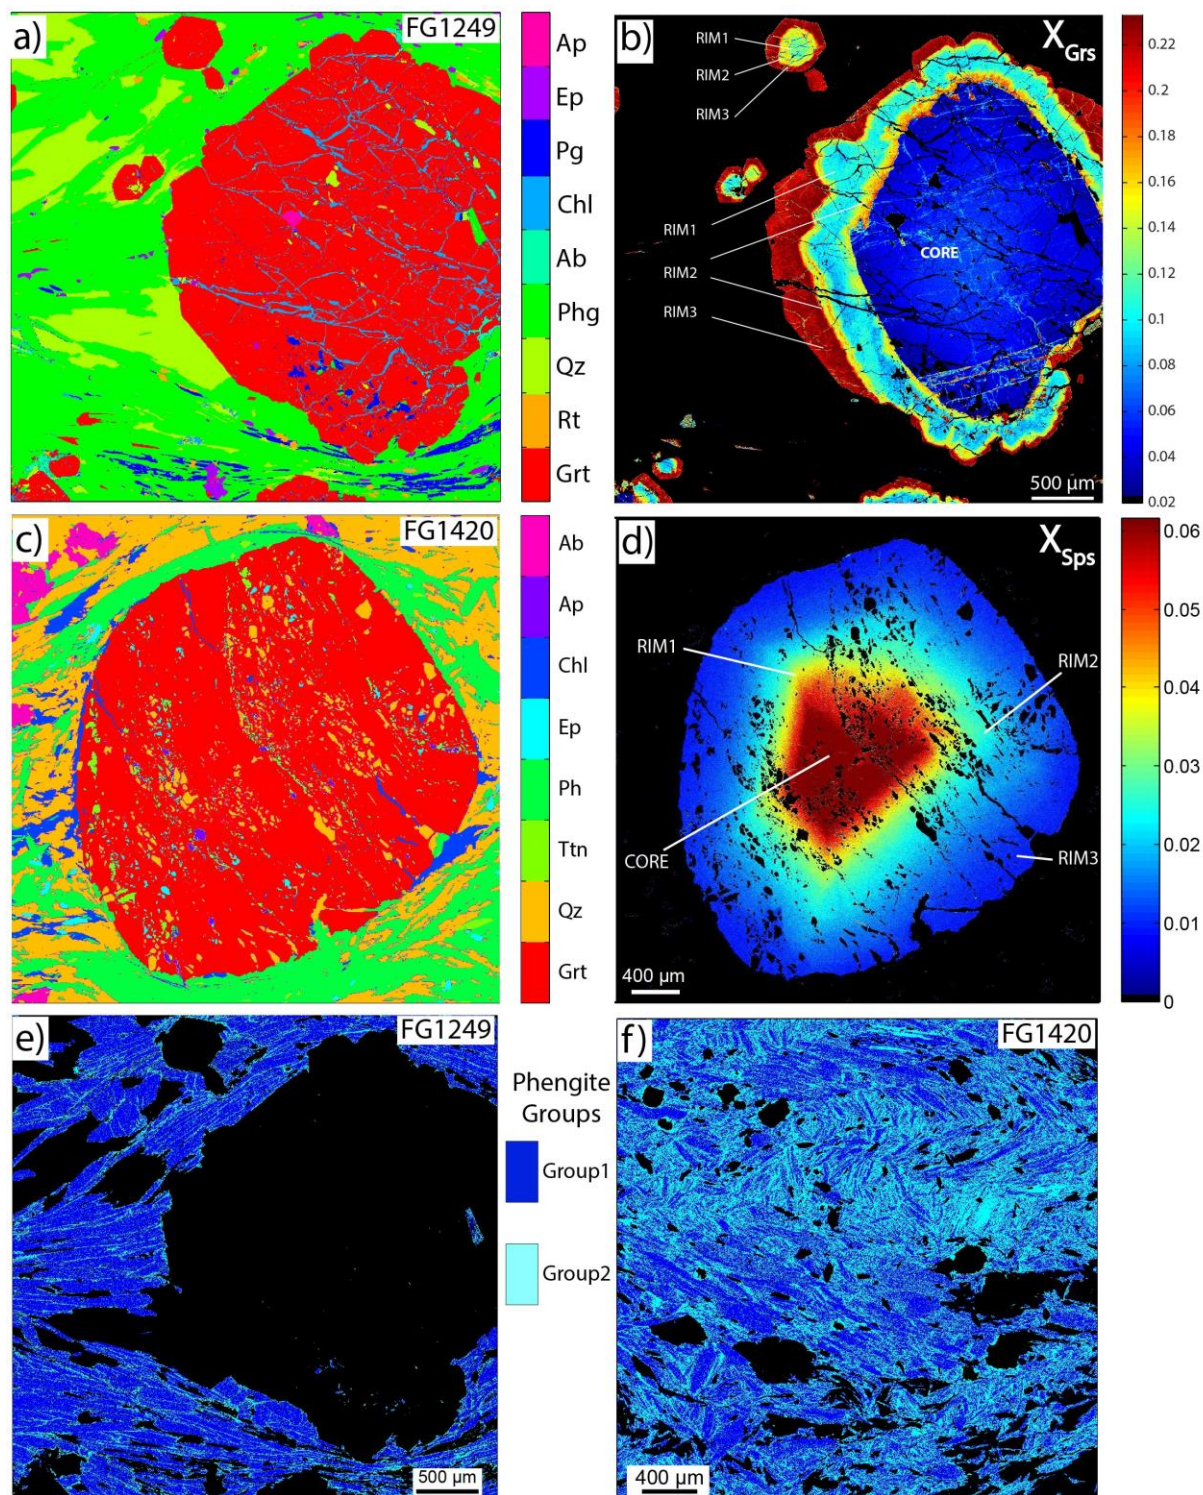 a)
FG1249
Ap
Ep
Pg
Chl
Ab
Phg
Qz
Rt
Grt
b)
XGrs
RIM1
RIM2
RIM3
RIM1
RIM2
RIM3
CORE
500 µm
0.22
0.2
0.18
0.16
0.14
0.12
0.1
0.08
0.06
0.04
0.02
c)
FG1420
Ab
Ap
Chl
Ep
Ph
Ttn
Qz
Grt
d)
XSps
RIM1
RIM2
CORE
RIM3
400 µm
0.06
0.05
0.04
0.03
0.02
0.01
0
e)
FG1249
500 µm
Phengite
Groups
Group1
Group2
f)
FG1420
400 µm